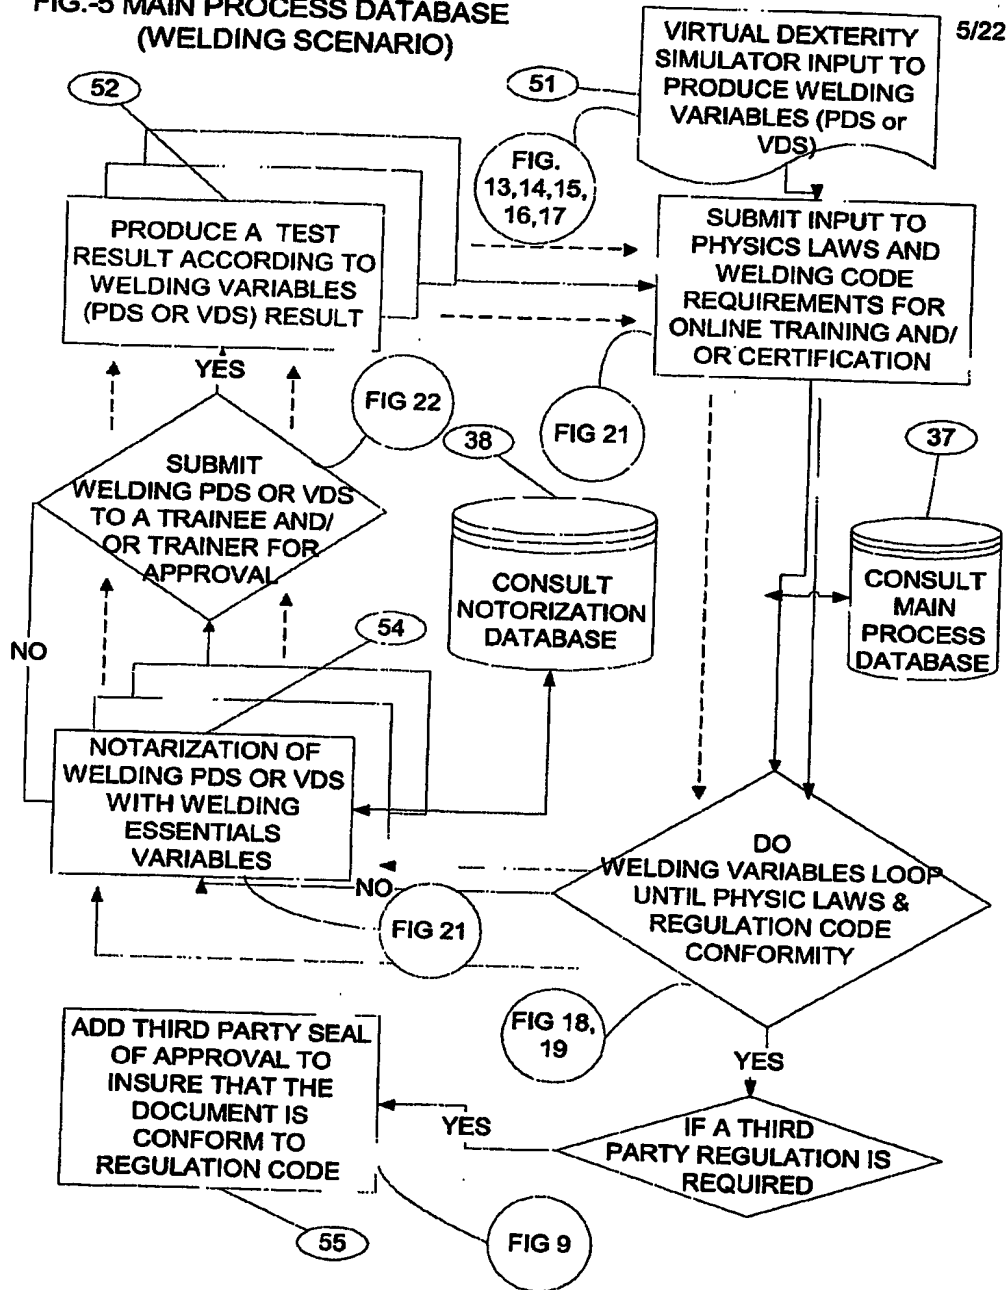 FIG.-5 MAIN PROCESS DATABASE
(WELDING SCENARIO)
5/22
VIRTUAL DEXTERITY
SIMULATOR INPUT TO
PRODUCE WELDING
VARIABLES (PDS or
VDS)
51
52
FIG.
13,14,15,
16,17
PRODUCE A TEST
RESULT ACCORDING TO
WELDING VARIABLES
(PDS OR VDS) RESULT
SUBMIT INPUT TO
PHYSICS LAWS AND
WELDING CODE
REQUIREMENTS FOR
ONLINE TRAINING AND/
OR CERTIFICATION
YES
FIG 22
FIG 21
38
37
SUBMIT
WELDING PDS OR VDS
TO A TRAINEE AND/
OR TRAINER FOR
APPROVAL
CONSULT
NOTORIZATION
DATABASE
CONSULT
MAIN
PROCESS
DATABASE
NO
54
NOTARIZATION OF
WELDING PDS OR VDS
WITH WELDING
ESSENTIALS
VARIABLES
DO
WELDING VARIABLES LOOP
UNTIL PHYSIC LAWS &
REGULATION CODE
CONFORMITY
NO
FIG 21
FIG 18,
19
YES
ADD THIRD PARTY SEAL
OF APPROVAL TO
INSURE THAT THE
DOCUMENT IS
CONFORM TO
REGULATION CODE
YES
IF A THIRD
PARTY REGULATION IS
REQUIRED
55
FIG 9